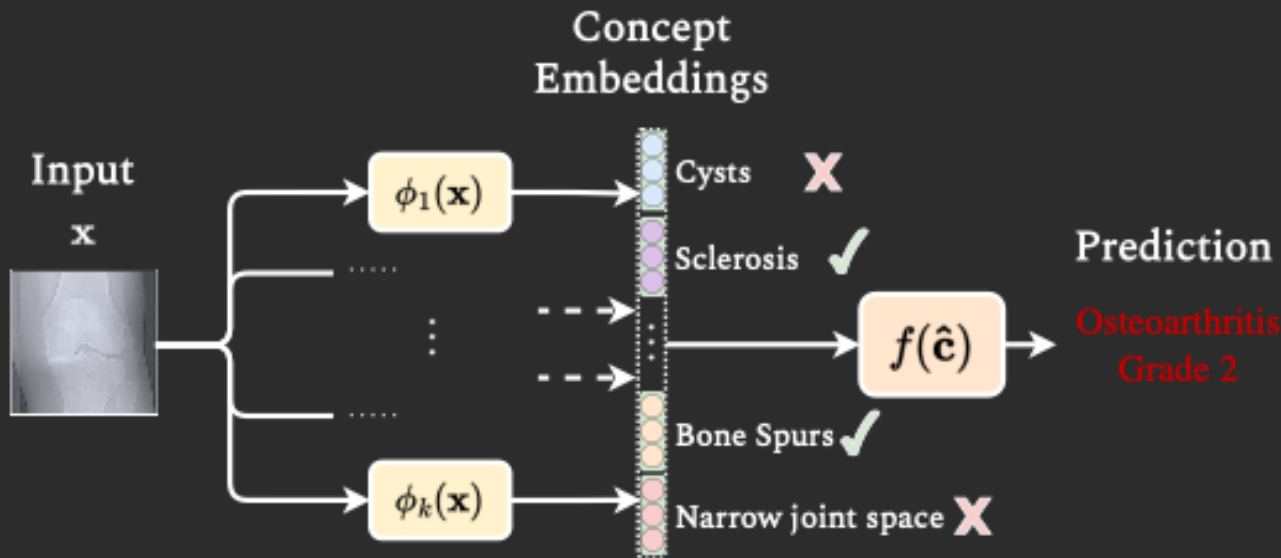 Concept
Embeddings
Input
x
ϕ₁(x)
Cysts X
Sclerosis ✓
.....
⋮
⋮
f(ĉ)
Prediction
Osteoarthritis
Grade 2
.....
Bone Spurs ✓
ϕₖ(x)
Narrow joint space X